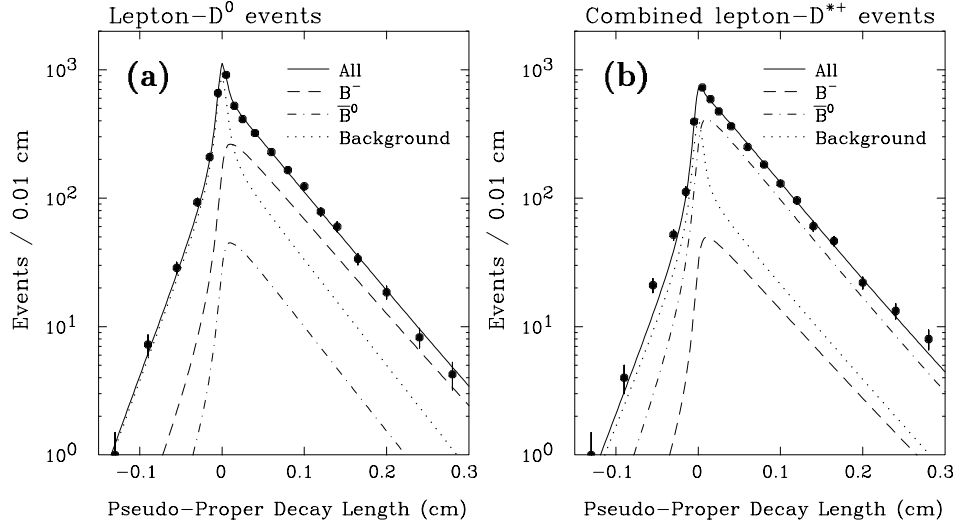 Lepton-D⁰ events
Events / 0.01 cm
10³
10²
10¹
10⁰
(a)
All
B⁻
B̅⁰
Background
-0.1
0
0.1
0.2
0.3
Pseudo-Proper Decay Length (cm)
Combined lepton-D*⁺ events
Events / 0.01 cm
10³
10²
10¹
10⁰
(b)
All
B⁻
B̅⁰
Background
-0.1
0
0.1
0.2
0.3
Pseudo-Proper Decay Length (cm)